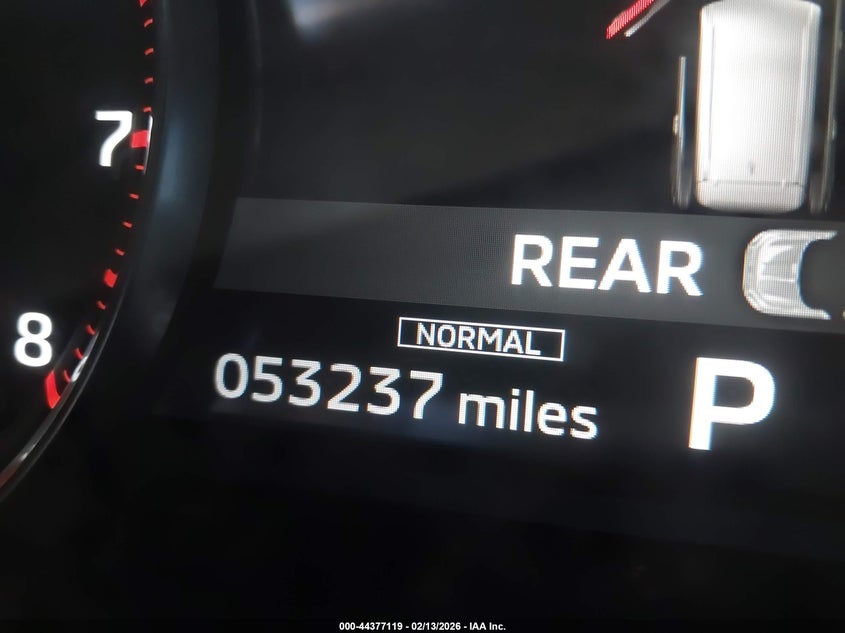 7
REAR
8
NORMAL
053237 miles
P
000-44377119 - 02/13/2026 - IAA Inc.